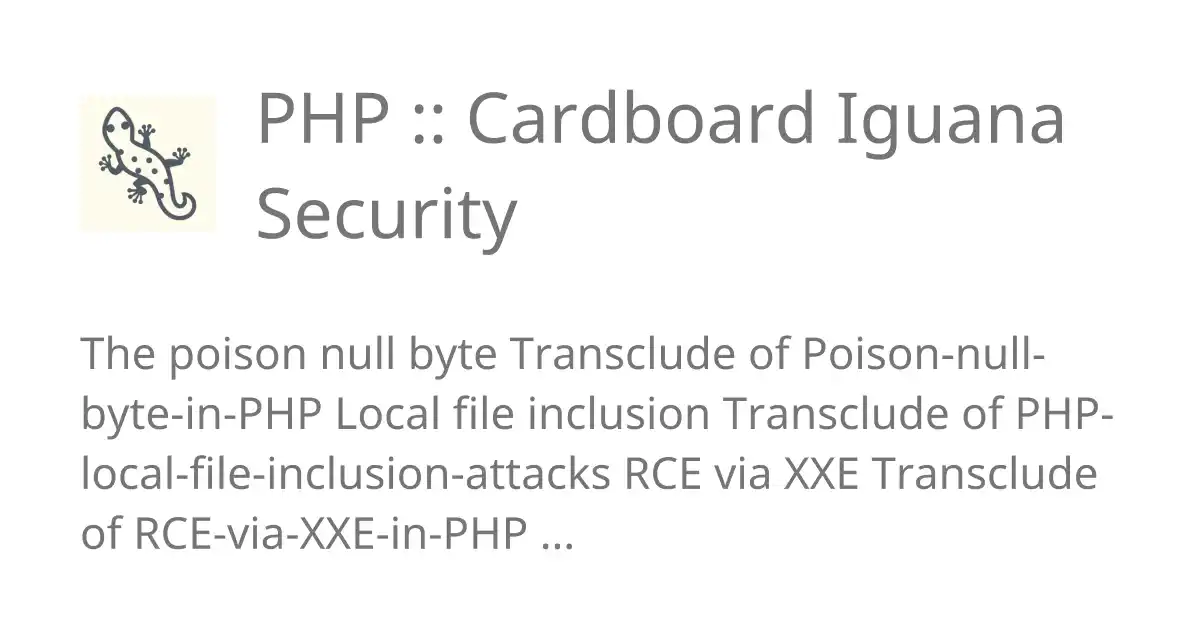 PHP :: Cardboard Iguana
Security
The poison null byte Transclude of Poison-null-
byte-in-PHP Local file inclusion Transclude of PHP-
local-file-inclusion-attacks RCE via XXE Transclude
of RCE-via-XXE-in-PHP ...